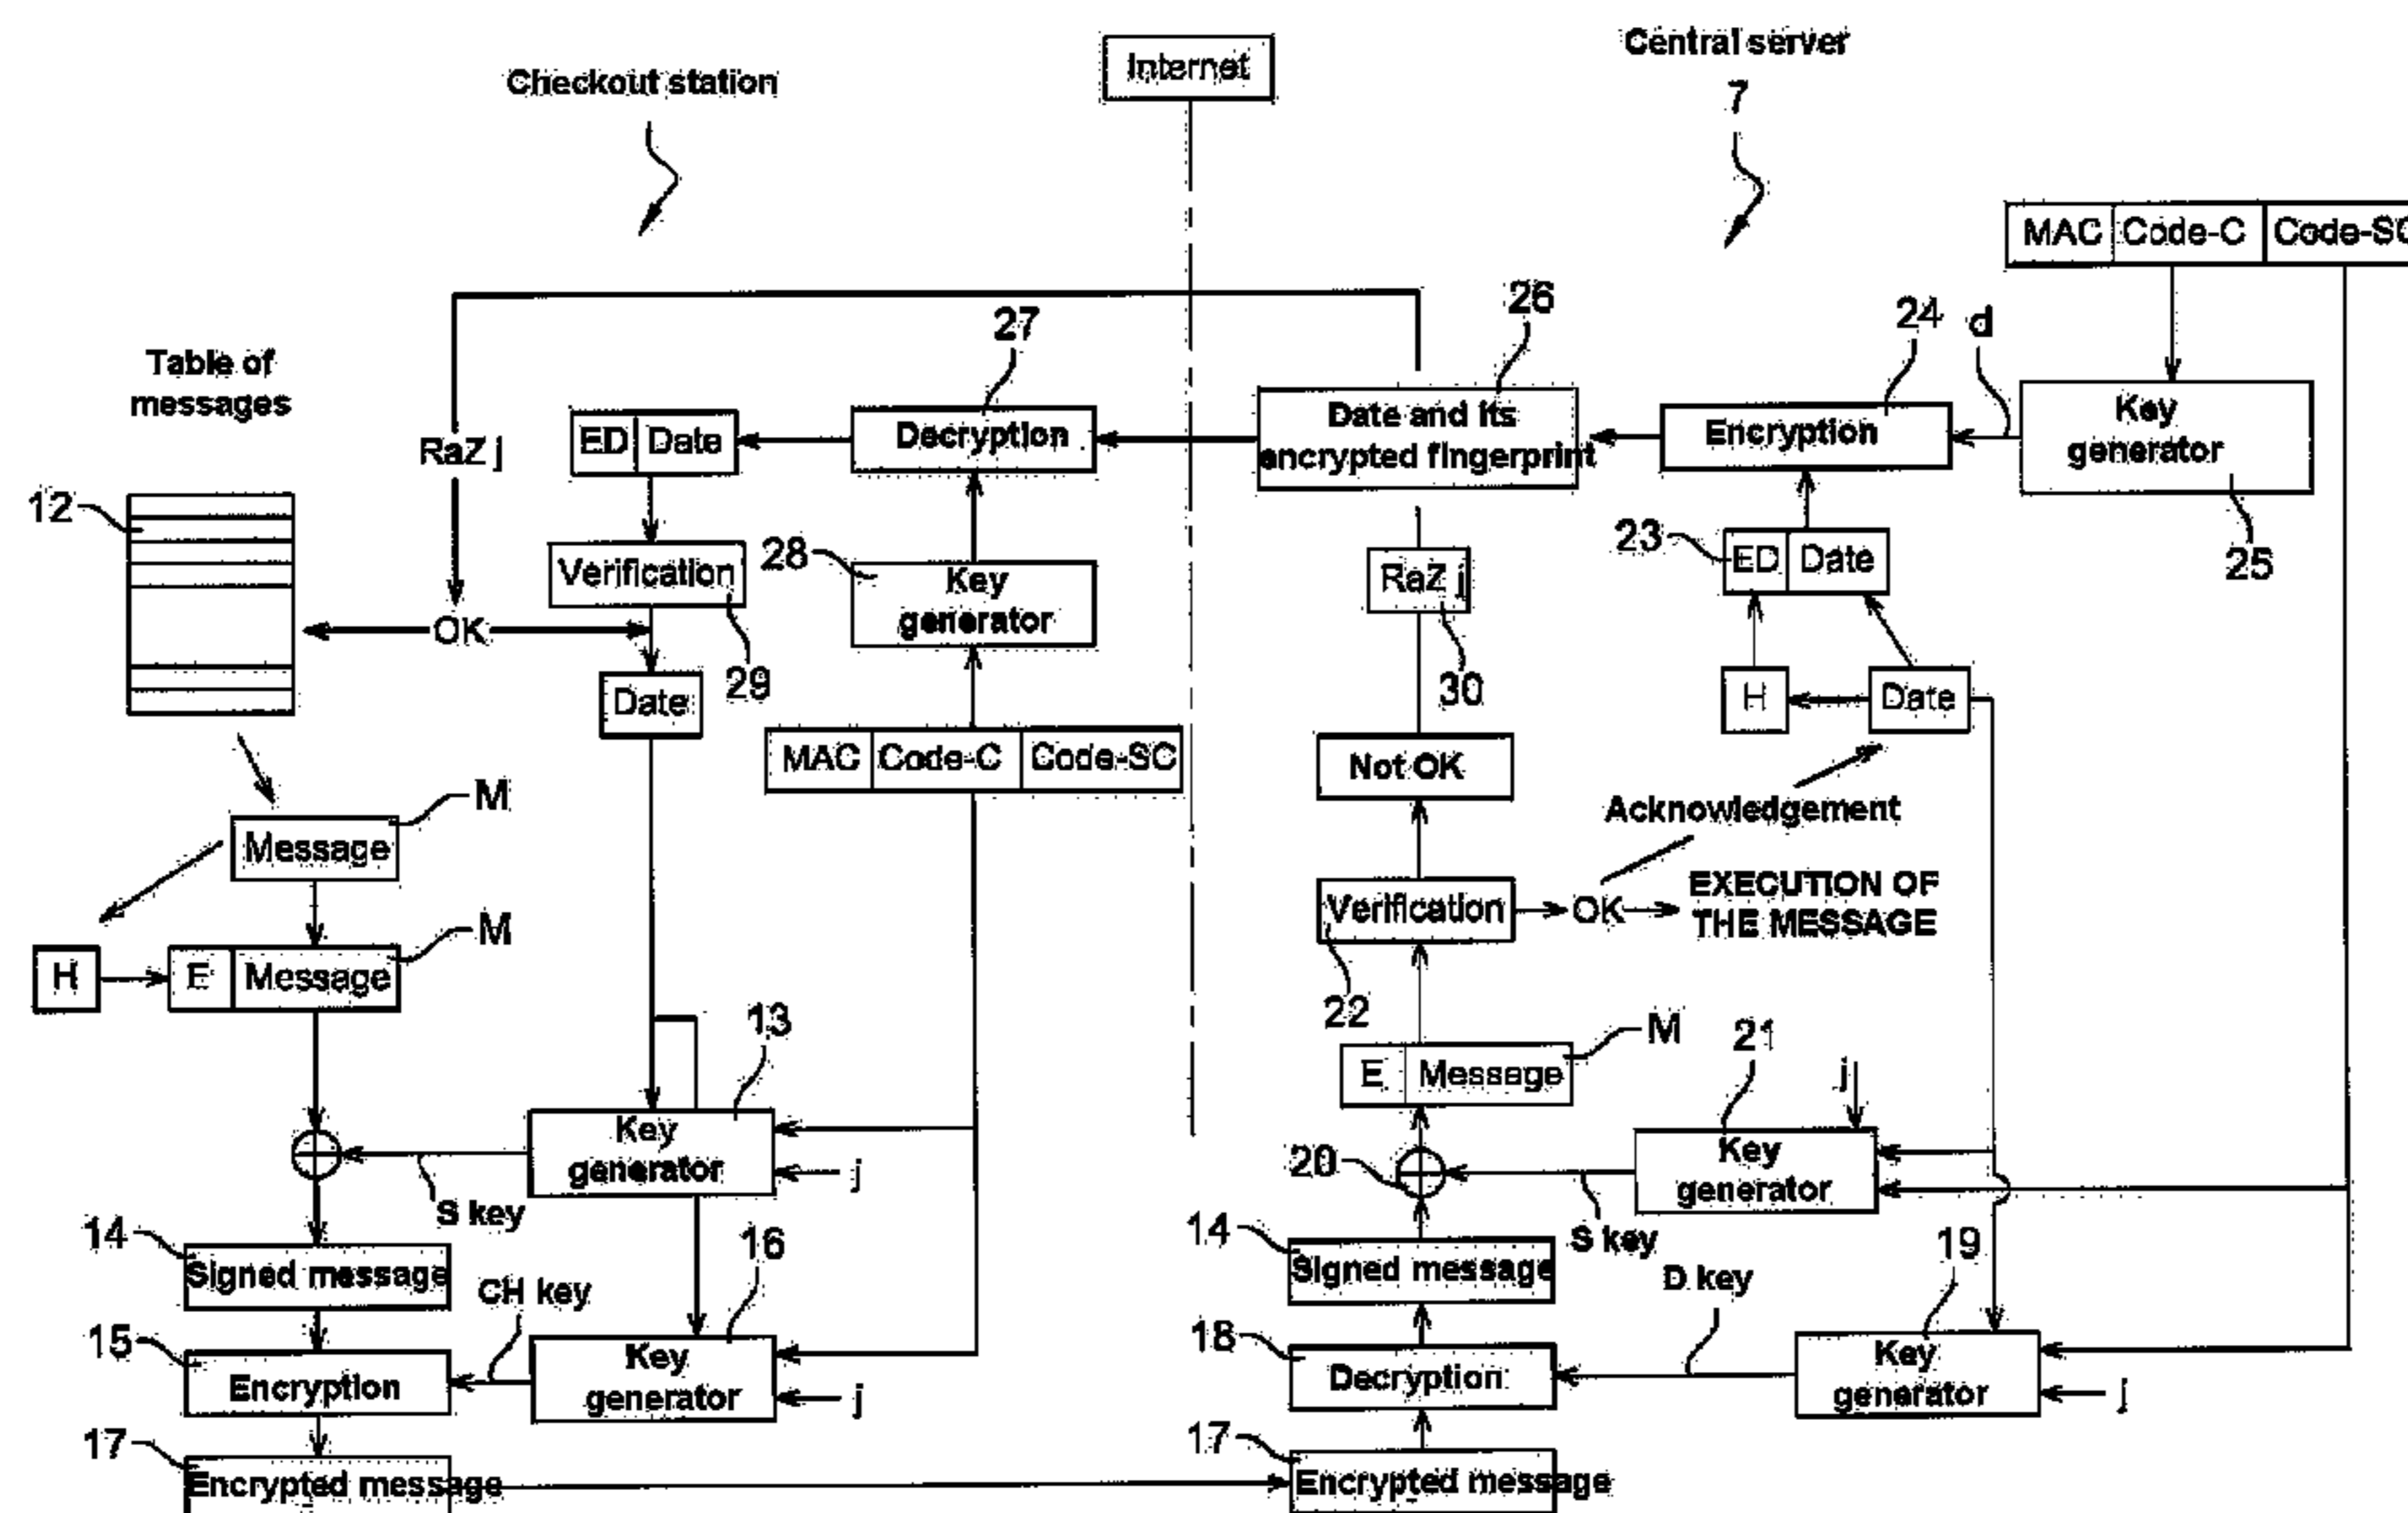 Internet
Central server
7
Checkout station
MAC Code-C Code-SC
26
24
d
27
Table of
messages
RaZ j
ED Date
Decryption
Date and its
encrypted fingerprint
Encryption
Key
generator
12
23
25
Verification
28
Key
generator
RaZ j
ED Date
OK
29
30
Date
H
Date
MAC Code-C Code-SC
Not OK
M
Message
Acknowledgement
Verification
OK
EXECUTION OF
THE MESSAGE
M
H
E Message
22
13
M
21
E Message
j
Key
generator
j
20
Key
generator
S key
14
Signed message
16
14
Signed message
S key
19
CH key
D key
15
Encryption
Key
generator
j
18
Decryption
Key
generator
j
17
Encrypted message
17
Encrypted message